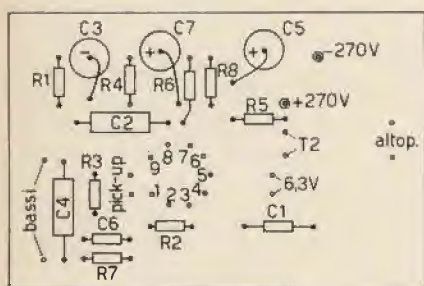 C3 C7 C5
- + +
-270V
R1 R4 R6 R8
+270V
C2 R5
T2 altop.
R3 pick-up 9 8 7 6 5 4 3 2 1
bassi C4 6,3V
C6 R2 C1
R7